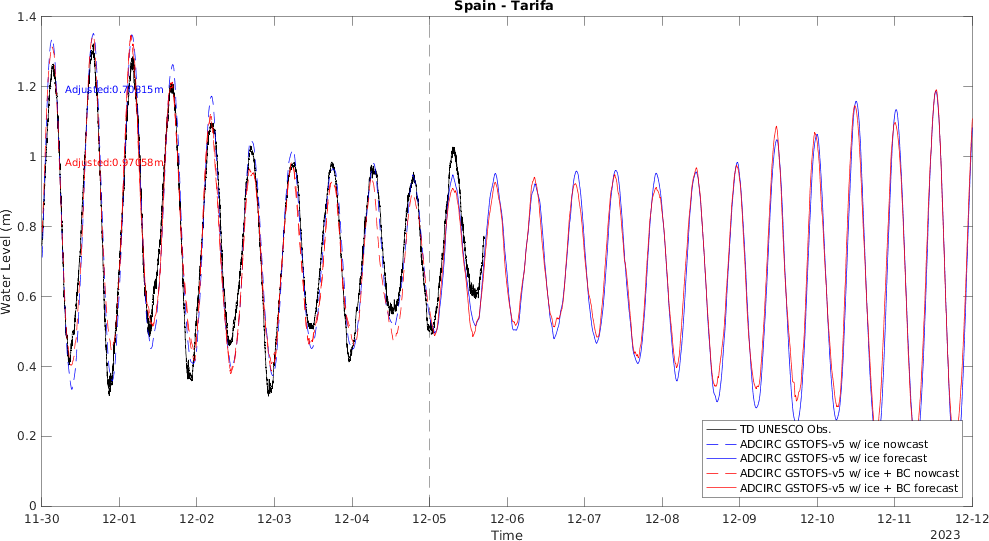 Spain - Tarifa
1.4
1.2
1
0.8
0.6
0.4
0.2
0
Water Level (m)
Adjusted:0.70815m
Adjusted:0.97058m
TD UNESCO Obs.
ADCIRC GSTOFS-v5 w/ ice nowcast
ADCIRC GSTOFS-v5 w/ ice forecast
ADCIRC GSTOFS-v5 w/ ice + BC nowcast
ADCIRC GSTOFS-v5 w/ ice + BC forecast
11-30 12-01 12-02 12-03 12-04 12-05 12-06 12-07 12-08 12-09 12-10 12-11 12-12
Time
2023